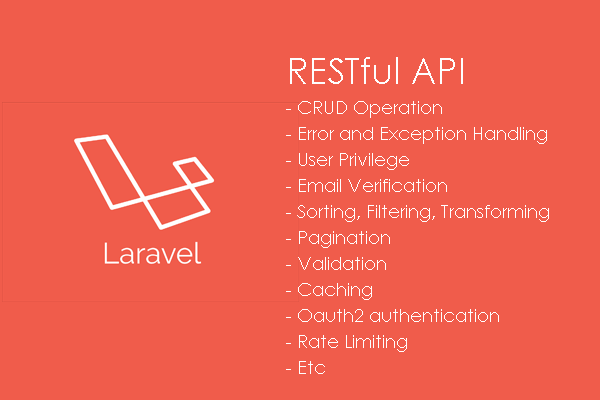 RESTful API
- CRUD Operation
- Error and Exception Handling
- User Privilege
- Email Verification
- Sorting, Filtering, Transforming
- Pagination
- Validation
- Caching
- Oauth2 authentication
- Rate Limiting
- Etc
Laravel